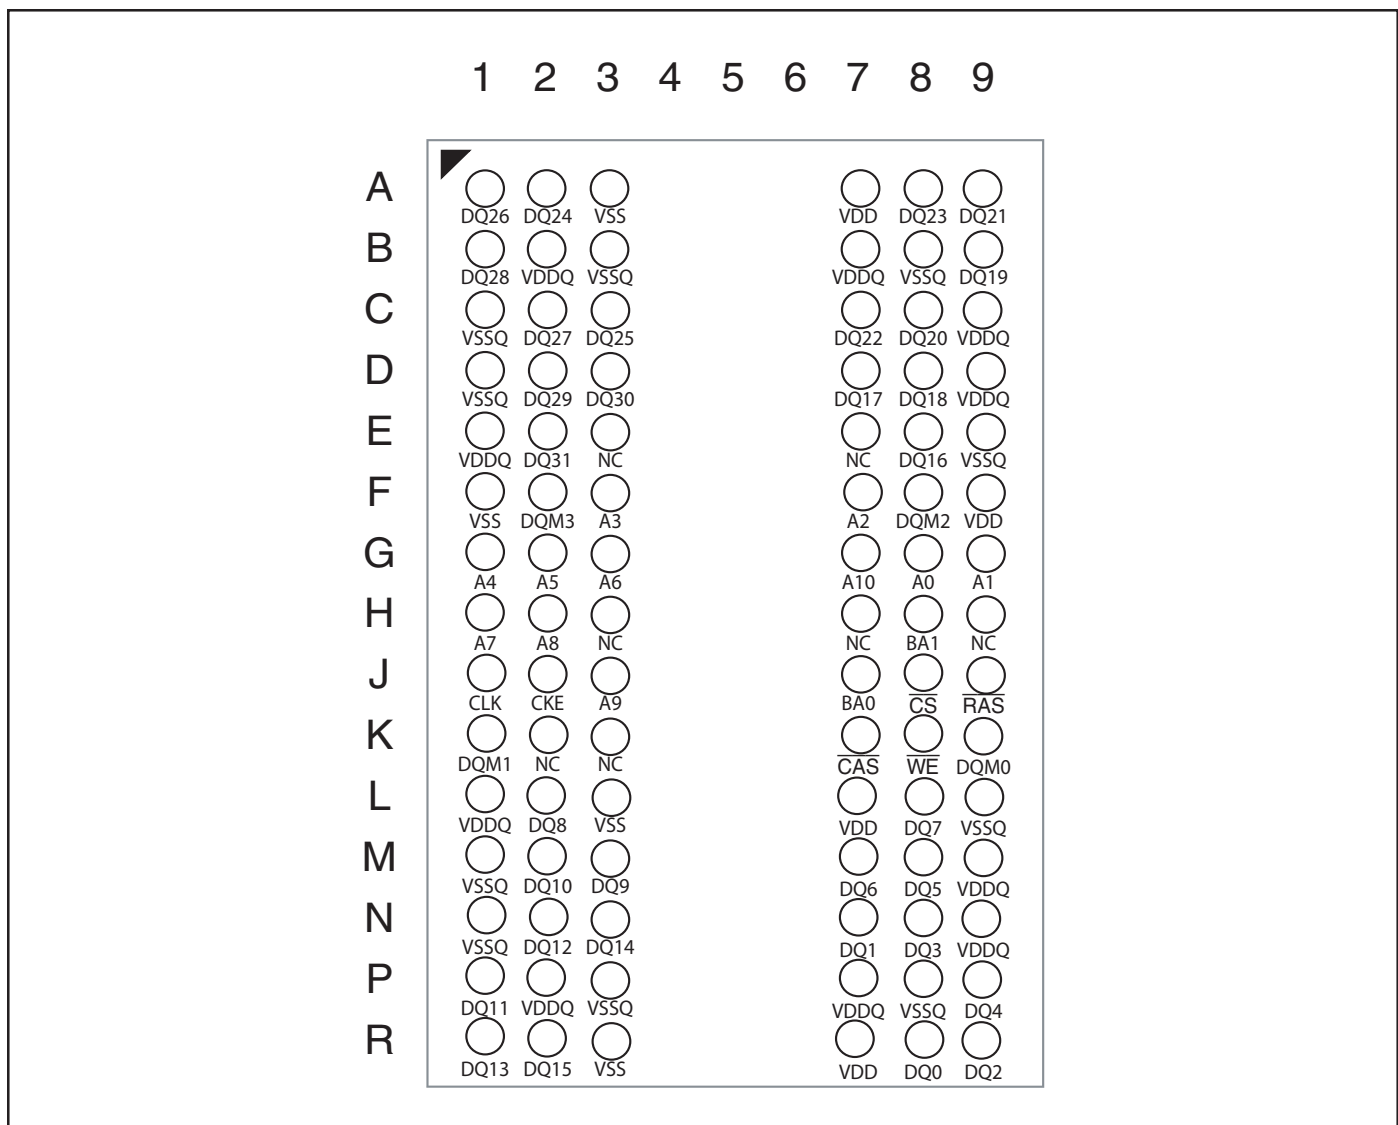 1 2 3 4 5 6 7 8 9
A
DQ26 DQ24 VSS VDD DQ23 DQ21
B
DQ28 VDDQ VSSQ VDDQ VSSQ DQ19
C
VSSQ DQ27 DQ25 DQ22 DQ20 VDDQ
D
VSSQ DQ29 DQ30 DQ17 DQ18 VDDQ
E
VDDQ DQ31 NC NC DQ16 VSSQ
F
VSS DQM3 A3 A2 DQM2 VDD
G
A4 A5 A6 A10 A0 A1
H
A7 A8 NC NC BA1 NC
J
CLK CKE A9 BA0 C̅S̅ R̅A̅S̅
K
DQM1 NC NC C̅A̅S̅ W̅E̅ DQM0
L
VDDQ DQ8 VSS VDD DQ7 VSSQ
M
VSSQ DQ10 DQ9 DQ6 DQ5 VDDQ
N
VSSQ DQ12 DQ14 DQ1 DQ3 VDDQ
P
DQ11 VDDQ VSSQ VDDQ VSSQ DQ4
R
DQ13 DQ15 VSS VDD DQ0 DQ2